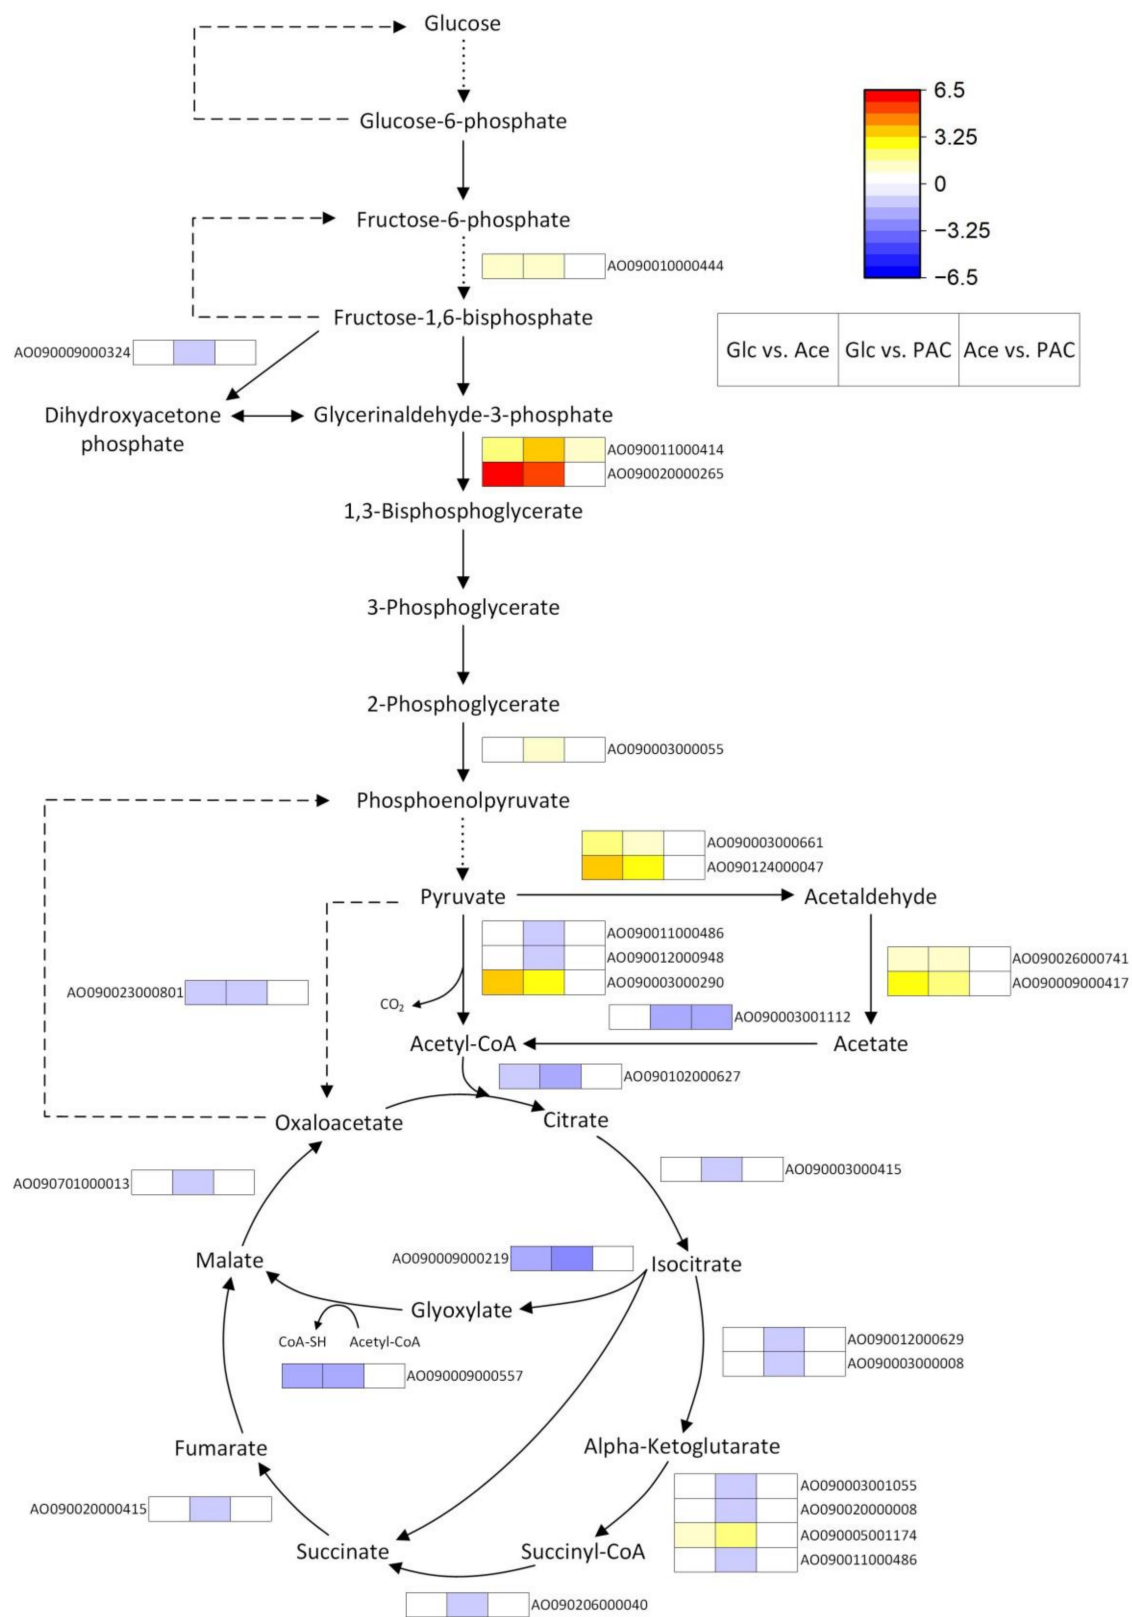 Glucose
Glucose-6-phosphate
6.5
3.25
0
−3.25
−6.5
Fructose-6-phosphate
AO090010000444
Fructose-1,6-bisphosphate
Glc vs. Ace
Glc vs. PAC
Ace vs. PAC
AO090009000324
Dihydroxyacetone
phosphate
Glycerinaldehyde-3-phosphate
AO090011000414
AO090020000265
1,3-Bisphosphoglycerate
3-Phosphoglycerate
2-Phosphoglycerate
AO090003000055
Phosphoenolpyruvate
AO090003000661
AO090124000047
Pyruvate
Acetaldehyde
AO090011000486
AO090012000948
AO090003000290
AO090026000741
AO090009000417
AO090023000801
CO2
AO090003001112
Acetyl-CoA
Acetate
AO090102000627
Oxaloacetate
Citrate
AO090003000415
AO090701000013
Malate
AO090009000219
Isocitrate
Glyoxylate
CoA-SH
Acetyl-CoA
AO090009000557
AO090012000629
AO090003000008
Fumarate
Alpha-Ketoglutarate
AO090003001055
AO090020000008
AO090005001174
AO090011000486
AO090020000415
Succinate
Succinyl-CoA
AO090206000040